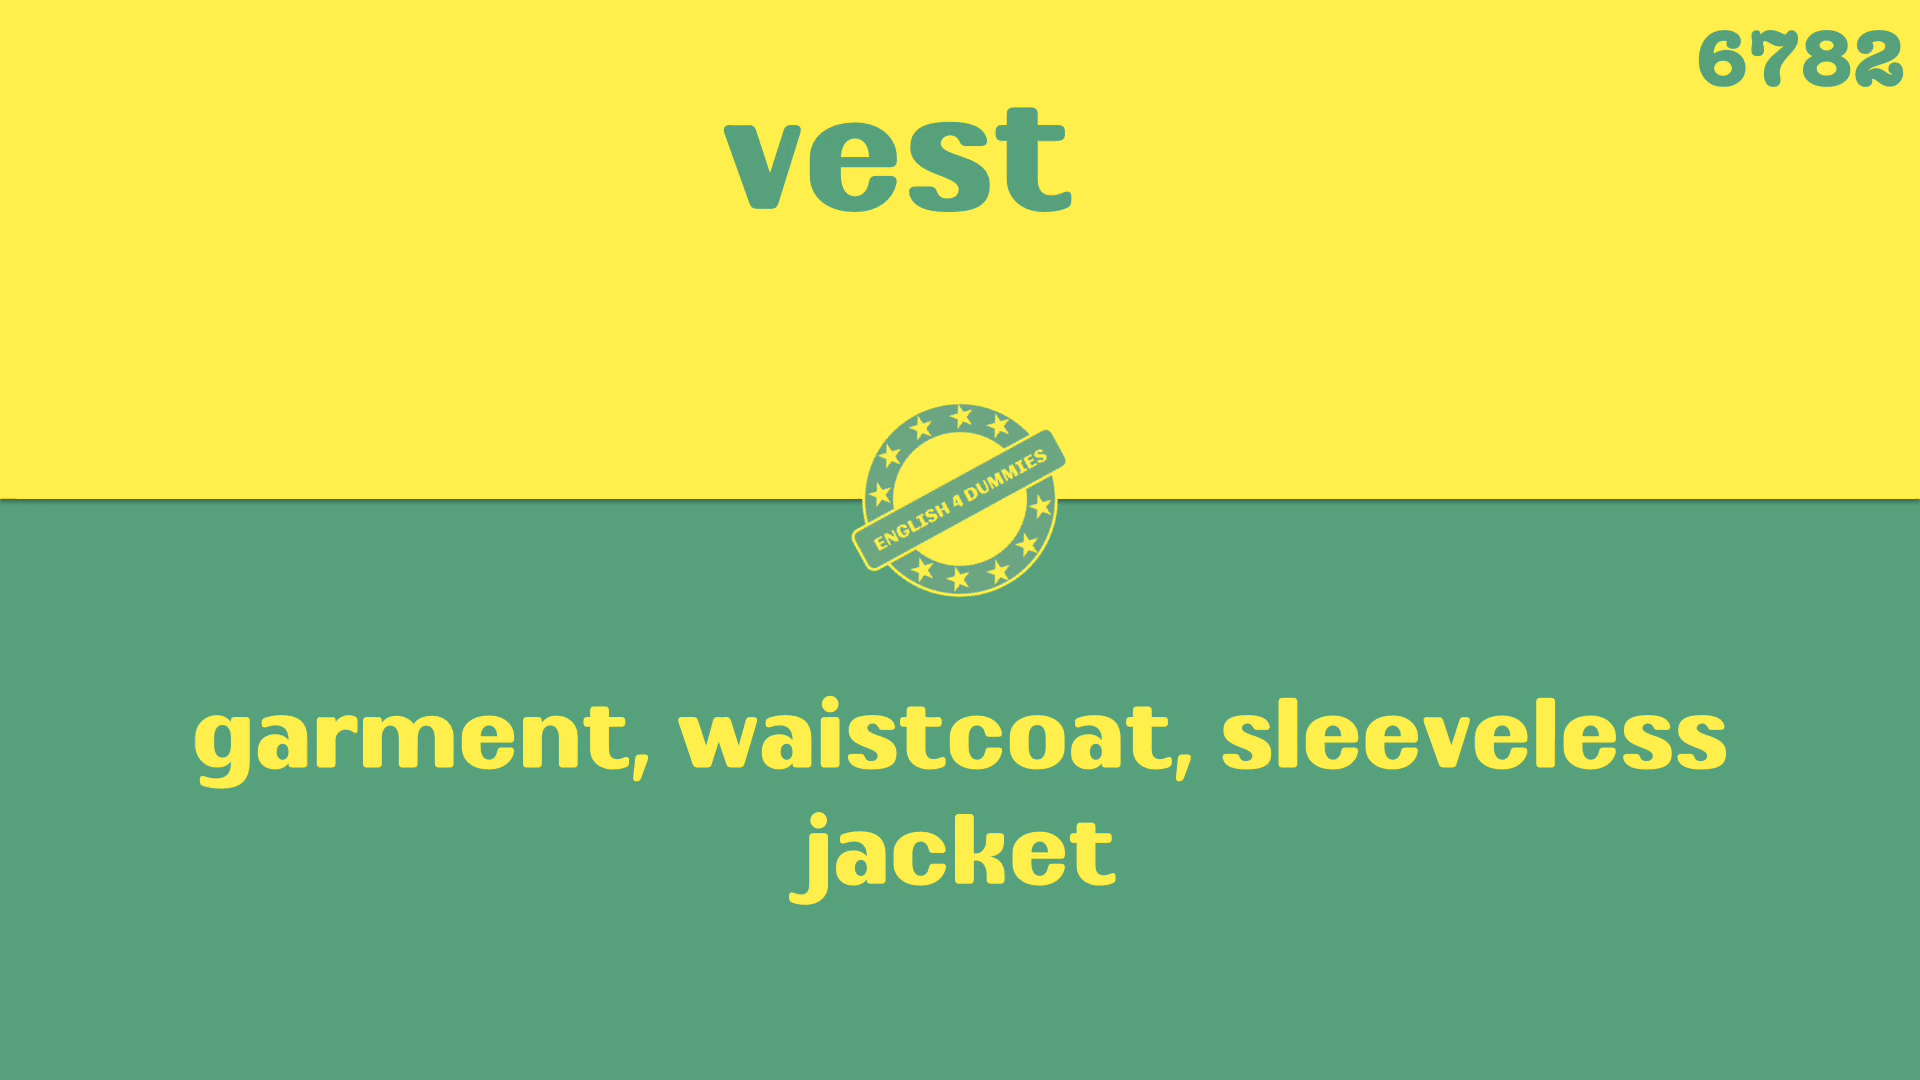 6782
vest
ENGLISH 4 DUMMIES
garment, waistcoat, sleeveless
jacket